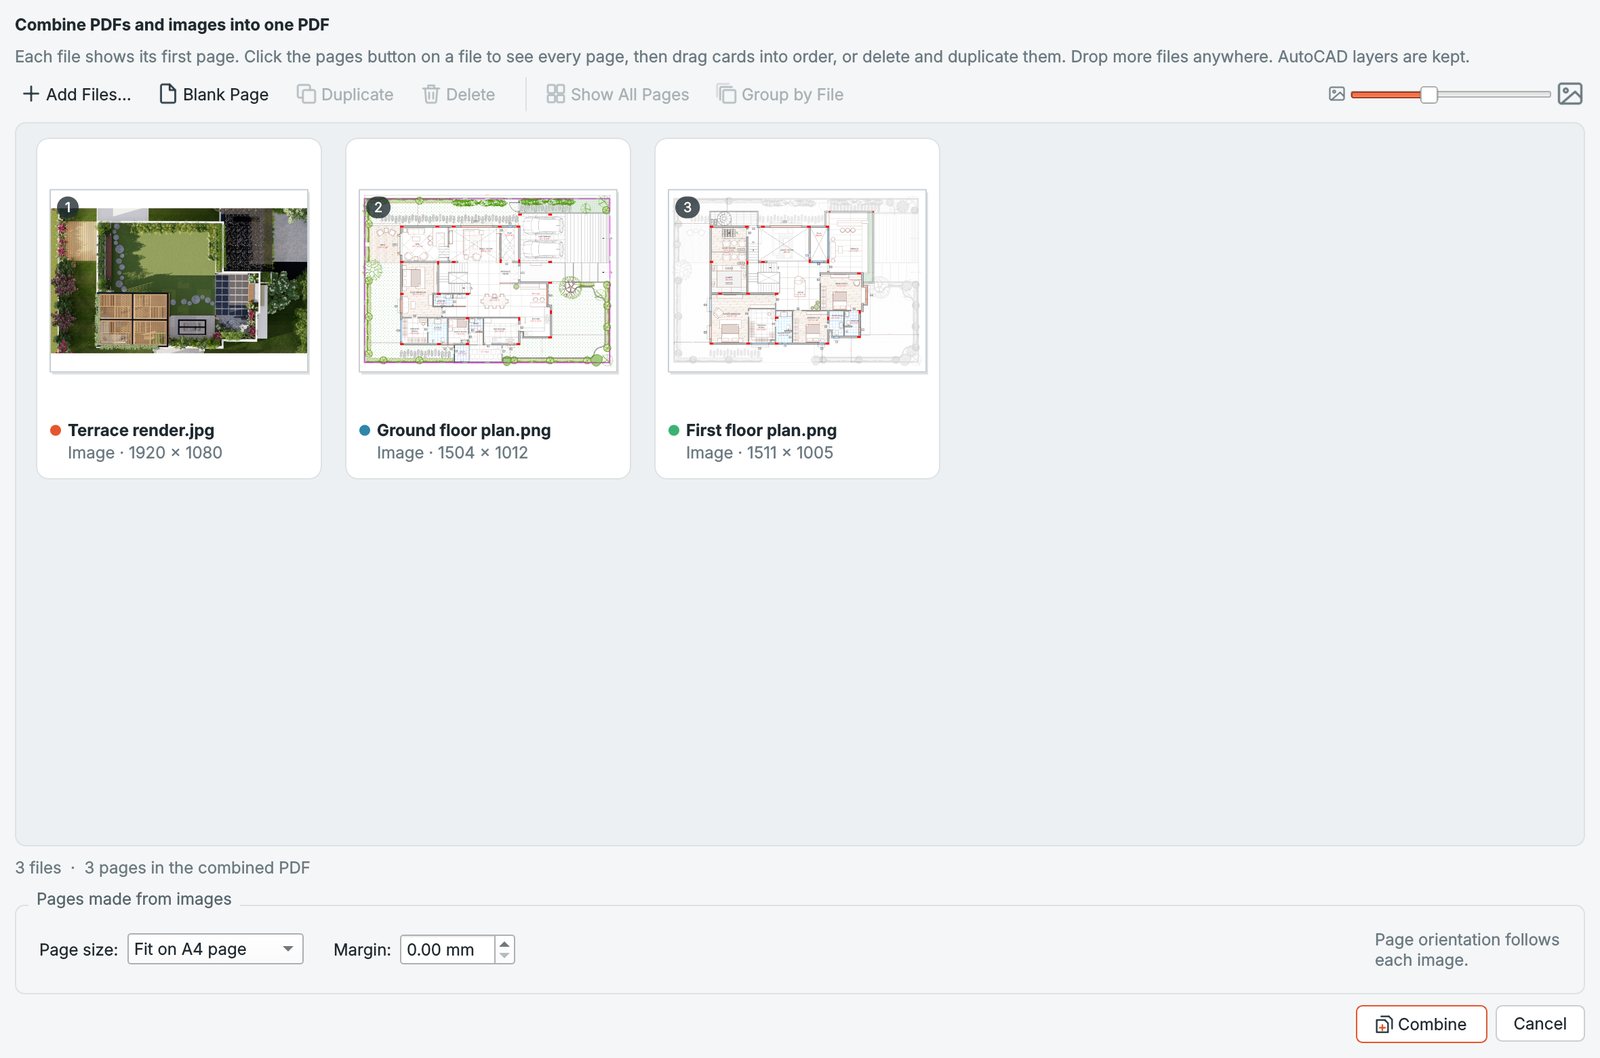 Combine PDFs and images into one PDF
Each file shows its first page. Click the pages button on a file to see every page, then drag cards into order, or delete and duplicate them. Drop more files anywhere. AutoCAD layers are kept.
Add Files...
Blank Page
Duplicate
Delete
Show All Pages
Group by File
1
2
3
Terrace render.jpg
Image · 1920 × 1080
Ground floor plan.png
Image · 1504 × 1012
First floor plan.png
Image · 1511 × 1005
3 files · 3 pages in the combined PDF
Pages made from images
Page size:
Fit on A4 page
Margin:
0.00 mm
Page orientation follows
each image.
Combine
Cancel